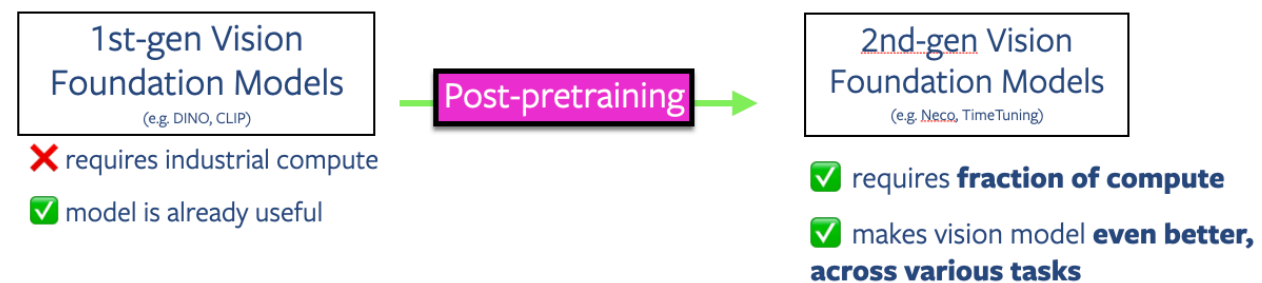 1st-gen Vision
Foundation Models
(e.g. DINO, CLIP)
❌ requires industrial compute
✅ model is already useful
Post-pretraining
2nd-gen Vision
Foundation Models
(e.g. Neco, TimeTuning)
✅ requires fraction of compute
✅ makes vision model even better,
across various tasks